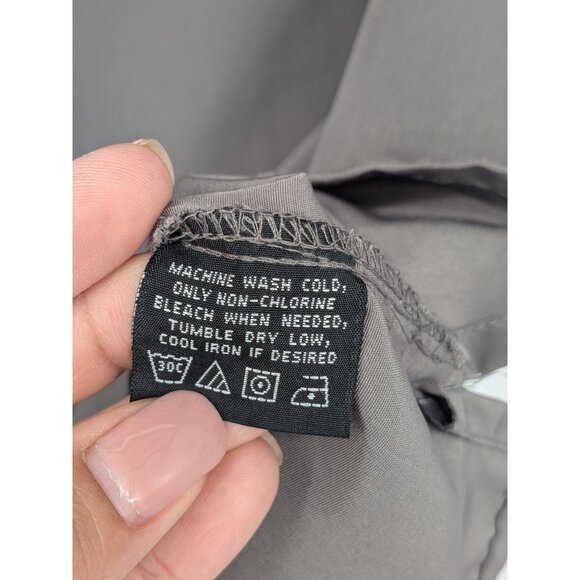 MACHINE WASH COLD,
ONLY NON-CHLORINE
BLEACH WHEN NEEDED,
TUMBLE DRY LOW,
COOL IRON IF DESIRED
30C